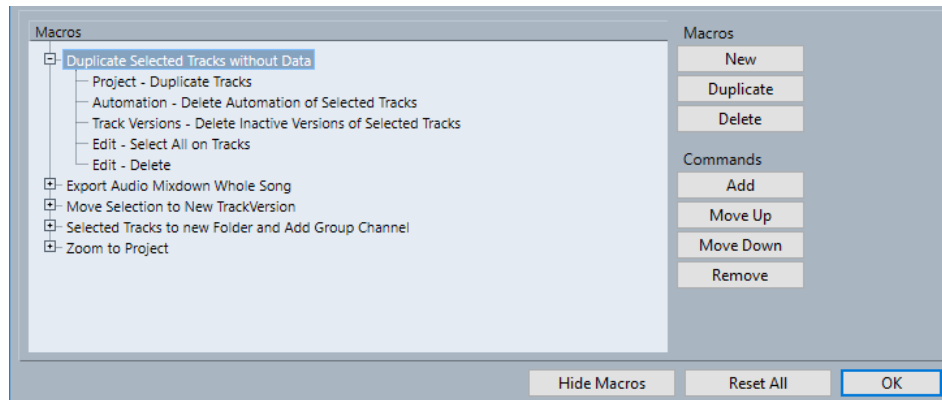 Macros
Duplicate Selected Tracks without Data
Project - Duplicate Tracks
Automation - Delete Automation of Selected Tracks
Track Versions - Delete Inactive Versions of Selected Tracks
Edit - Select All on Tracks
Edit - Delete
Export Audio Mixdown Whole Song
Move Selection to New TrackVersion
Selected Tracks to new Folder and Add Group Channel
Zoom to Project
Macros
New
Duplicate
Delete
Commands
Add
Move Up
Move Down
Remove
Hide Macros
Reset All
OK